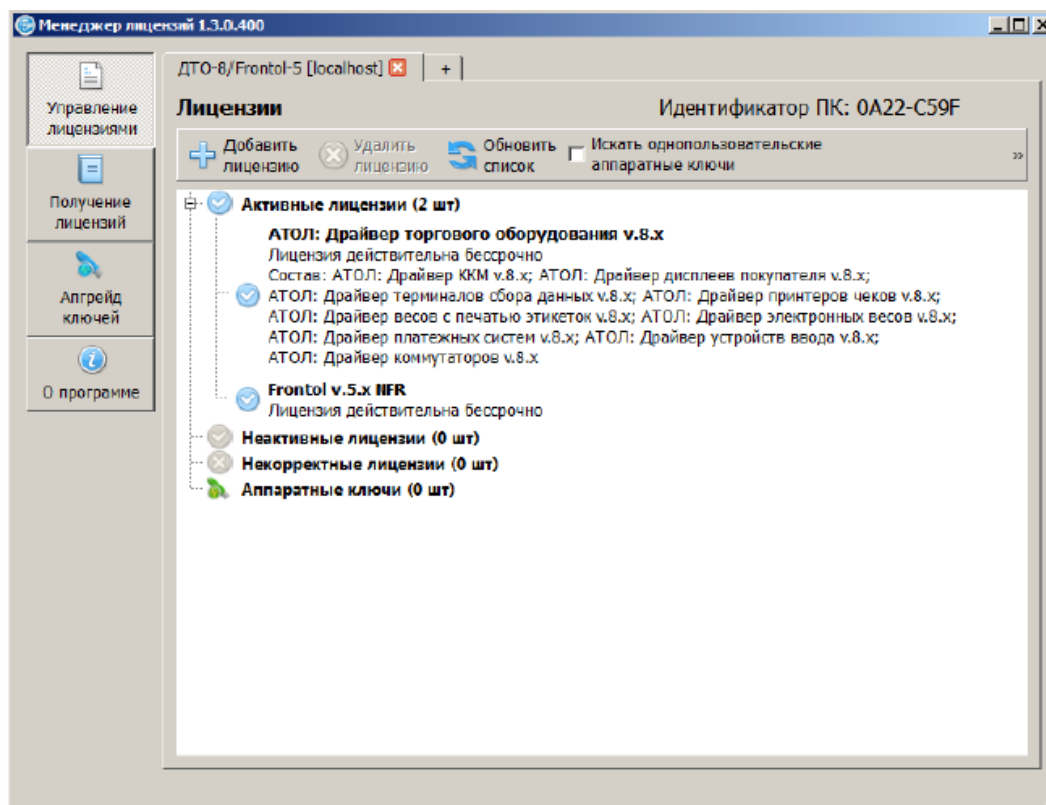 Менеджер лицензий 1.3.0.400
ДТО-8/Frontol-5 [localhost]
+
Управление
лицензиями
Получение
лицензий
Апгрейд
ключей
О программе
Лицензии
Идентификатор ПК: 0A22-C59F
Добавить
лицензию
Удалить
лицензию
Обновить
список
Искать однопользовательские
аппаратные ключи
»
Активные лицензии (2 шт)
АТОЛ: Драйвер торгового оборудования v.8.x
Лицензия действительна бессрочно
Состав: АТОЛ: Драйвер ККМ v.8.x; АТОЛ: Драйвер дисплеев покупателя v.8.x;
АТОЛ: Драйвер терминалов сбора данных v.8.x; АТОЛ: Драйвер принтеров чеков v.8.x;
АТОЛ: Драйвер весов с печатью этикеток v.8.x; АТОЛ: Драйвер электронных весов v.8.x;
АТОЛ: Драйвер платежных систем v.8.x; АТОЛ: Драйвер устройств ввода v.8.x;
АТОЛ: Драйвер коммутаторов v.8.x
Frontol v.5.x NFR
Лицензия действительна бессрочно
Неактивные лицензии (0 шт)
Некорректные лицензии (0 шт)
Аппаратные ключи (0 шт)